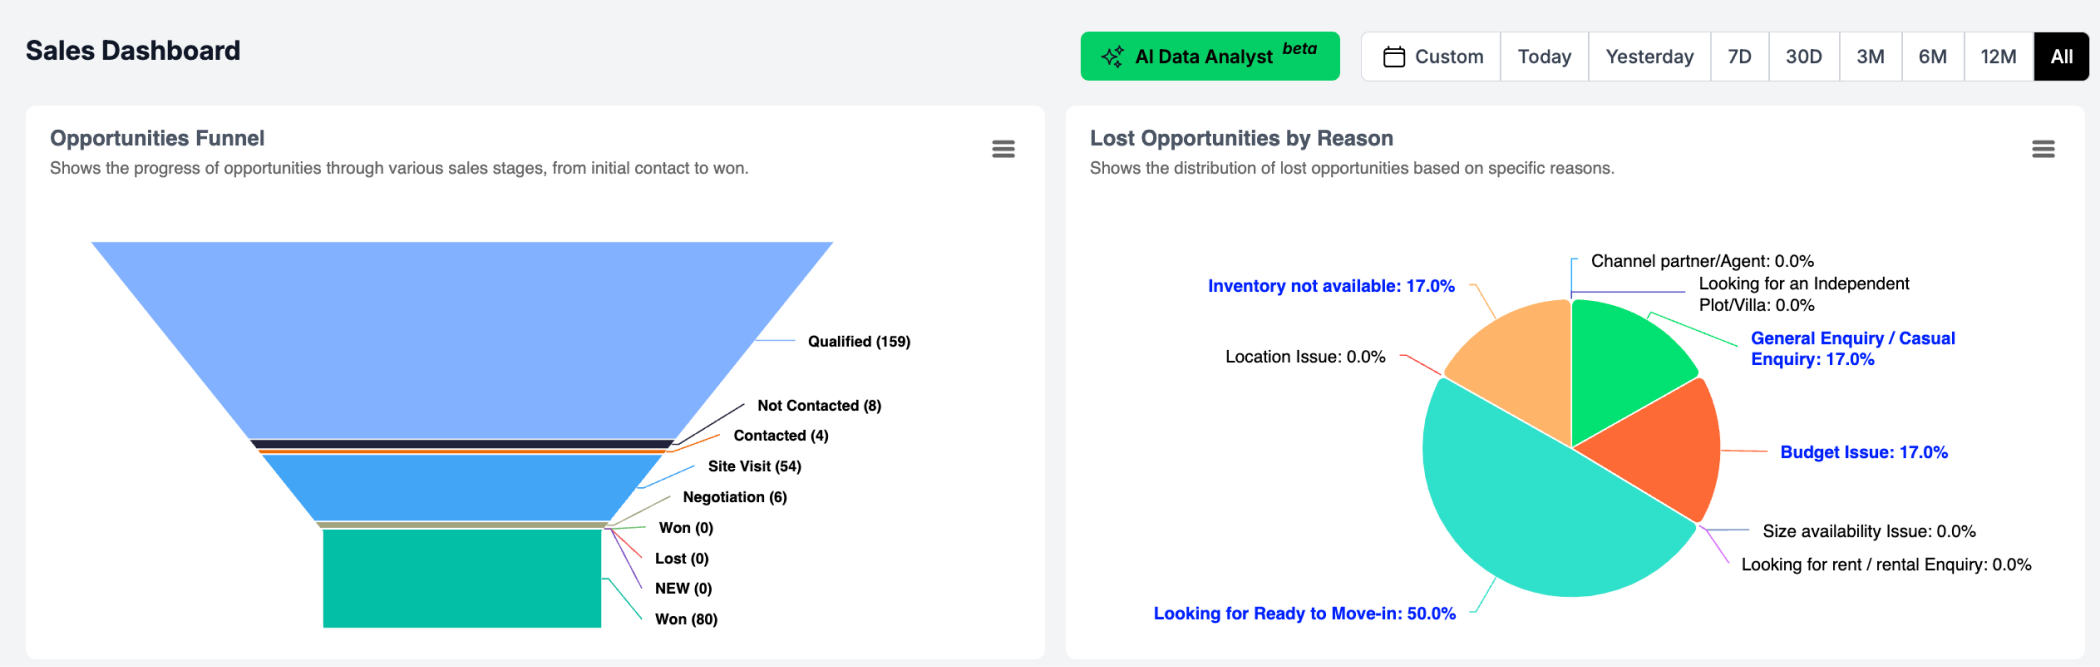 Sales Dashboard
AI Data Analyst beta
Custom
Today
Yesterday
7D
30D
3M
6M
12M
All
Opportunities Funnel
Shows the progress of opportunities through various sales stages, from initial contact to won.
Qualified (159)
Not Contacted (8)
Contacted (4)
Site Visit (54)
Negotiation (6)
Won (0)
Lost (0)
NEW (0)
Won (80)
Lost Opportunities by Reason
Shows the distribution of lost opportunities based on specific reasons.
Channel partner/Agent: 0.0%
Looking for an Independent
Plot/Villa: 0.0%
Inventory not available: 17.0%
General Enquiry / Casual
Enquiry: 17.0%
Location Issue: 0.0%
Budget Issue: 17.0%
Size availability Issue: 0.0%
Looking for rent / rental Enquiry: 0.0%
Looking for Ready to Move-in: 50.0%